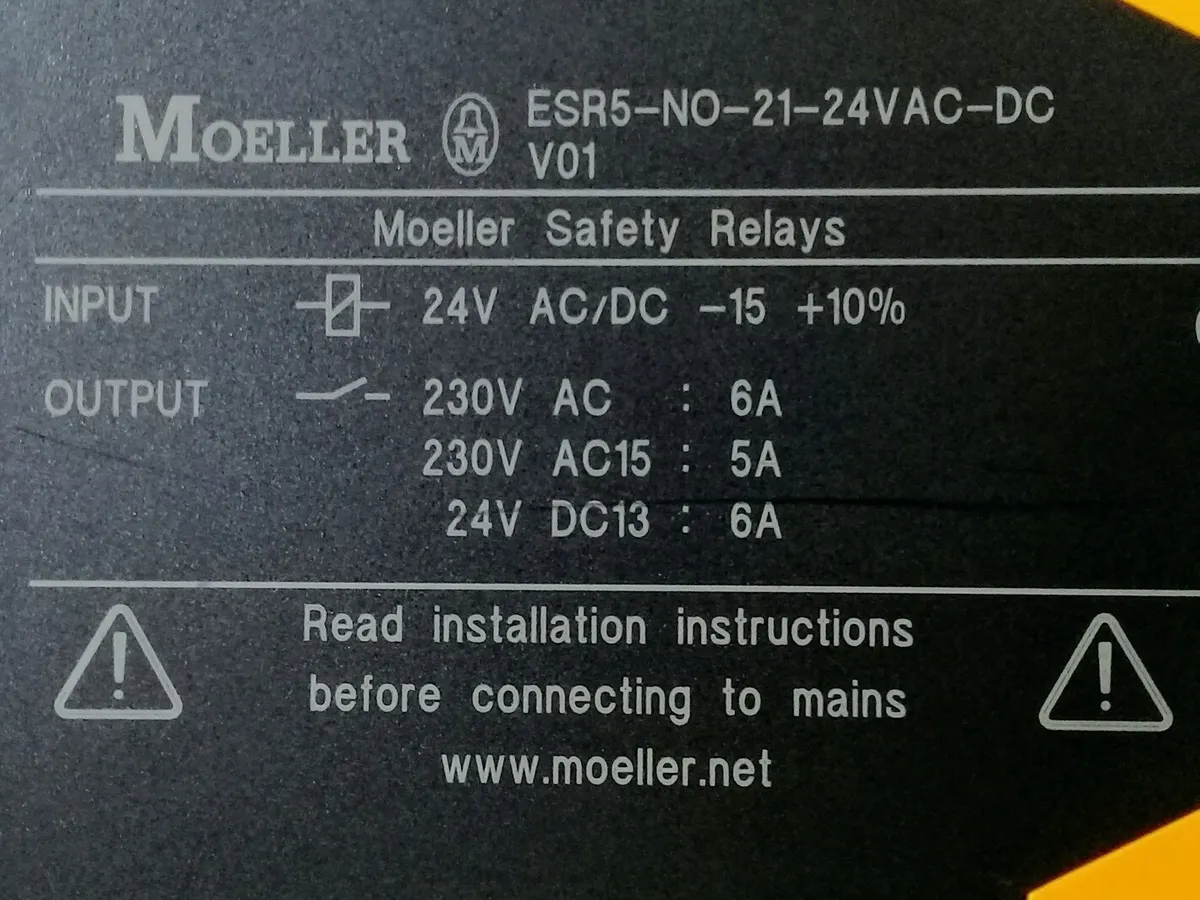 MOELLER ESR5-NO-21-24VAC-DC
V01
Moeller Safety Relays
INPUT 24V AC/DC -15 +10%
OUTPUT 230V AC : 6A
230V AC15 : 5A
24V DC13 : 6A
Read installation instructions
before connecting to mains
www.moeller.net